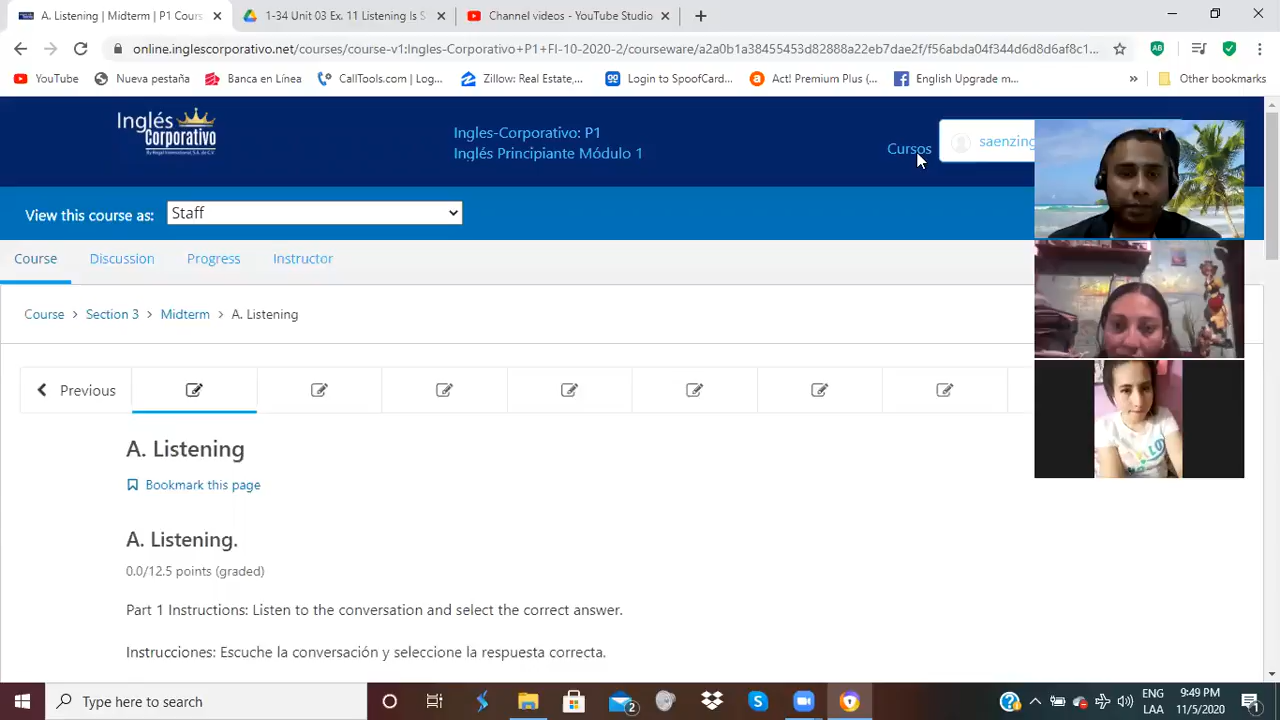 A. Listening | Midterm | P1 Cours
1-34 Unit 03 Ex. 11 Listening Is S
Channel videos - YouTube Studio
online.inglescorporativo.net/courses/course-v1:Ingles-Corporativo+P1+FI-10-2020-2/courseware/a2a0b1a38455453d82888a22eb7dae2f/f56abda04f344d6d8d6af8c1...
YouTube
Nueva pestaña
Banca en Línea
CallTools.com | Log...
Zillow: Real Estate,...
Login to SpoofCard...
Act! Premium Plus (...
English Upgrade m...
»
Other bookmarks
Inglés
Corporativo
Ingles-Corporativo: P1
Inglés Principiante Módulo 1
Cursos
saenzing
View this course as:
Staff
Course
Discussion
Progress
Instructor
Course > Section 3 > Midterm > A. Listening
Previous
A. Listening
Bookmark this page
A. Listening.
0.0/12.5 points (graded)
Part 1 Instructions: Listen to the conversation and select the correct answer.
Instrucciones: Escuche la conversación y seleccione la respuesta correcta.
Type here to search
2
ENG
LAA
9:49 PM
11/5/2020
1